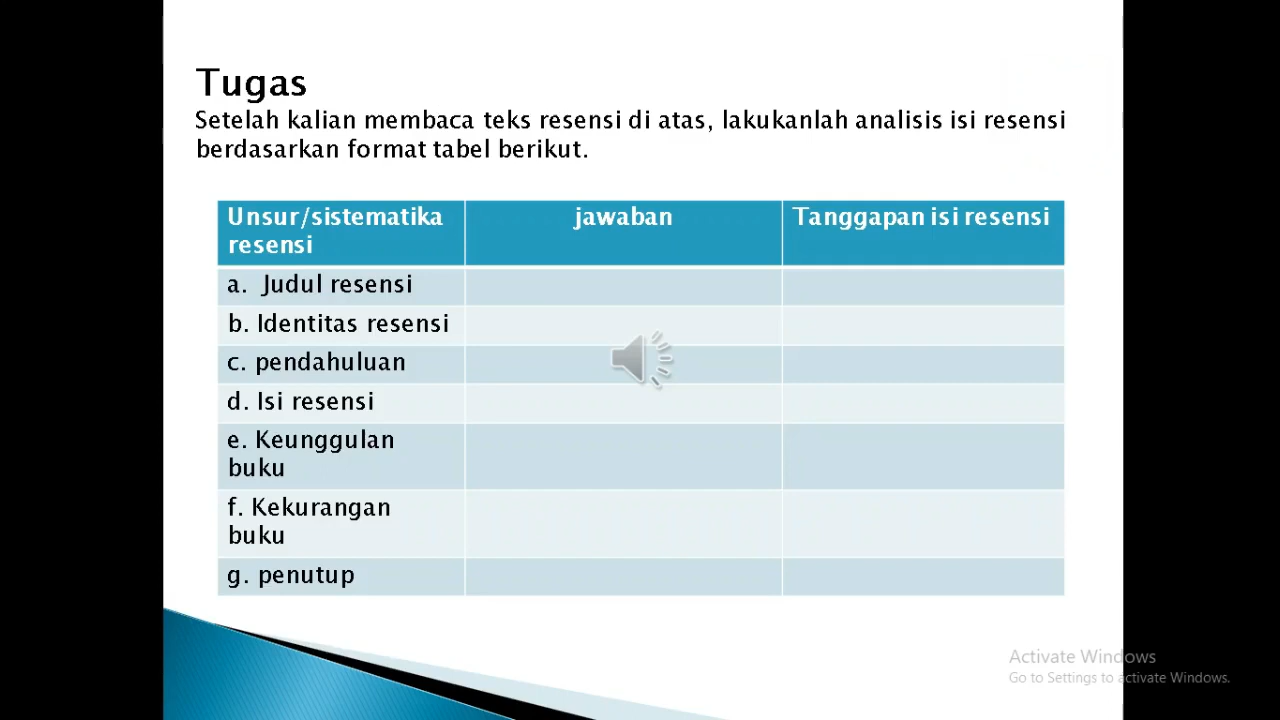 Tugas
Setelah kalian membaca teks resensi di atas, lakukanlah analisis isi resensi
berdasarkan format tabel berikut.
Unsur/sistematika
resensi
jawaban
Tanggapan isi resensi
a. Judul resensi
b. Identitas resensi
c. pendahuluan
d. Isi resensi
e. Keunggulan
buku
f. Kekurangan
buku
g. penutup
Activate Windows
Go to Settings to activate Windows.